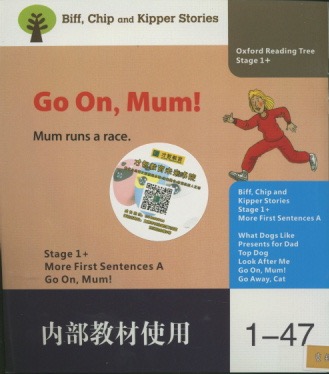 Biff, Chip and Kipper Stories
Oxford Reading Tree
Stage 1+
Go On, Mum!
Mum runs a race.
Biff, Chip and
Kipper Stories
Stage 1+
More First Sentences A
What Dogs Like
Presents for Dad
Top Dog
Look After Me
Go On, Mum!
Go Away, Cat
Stage 1+
More First Sentences A
Go On, Mum!
内部教材使用
1-47